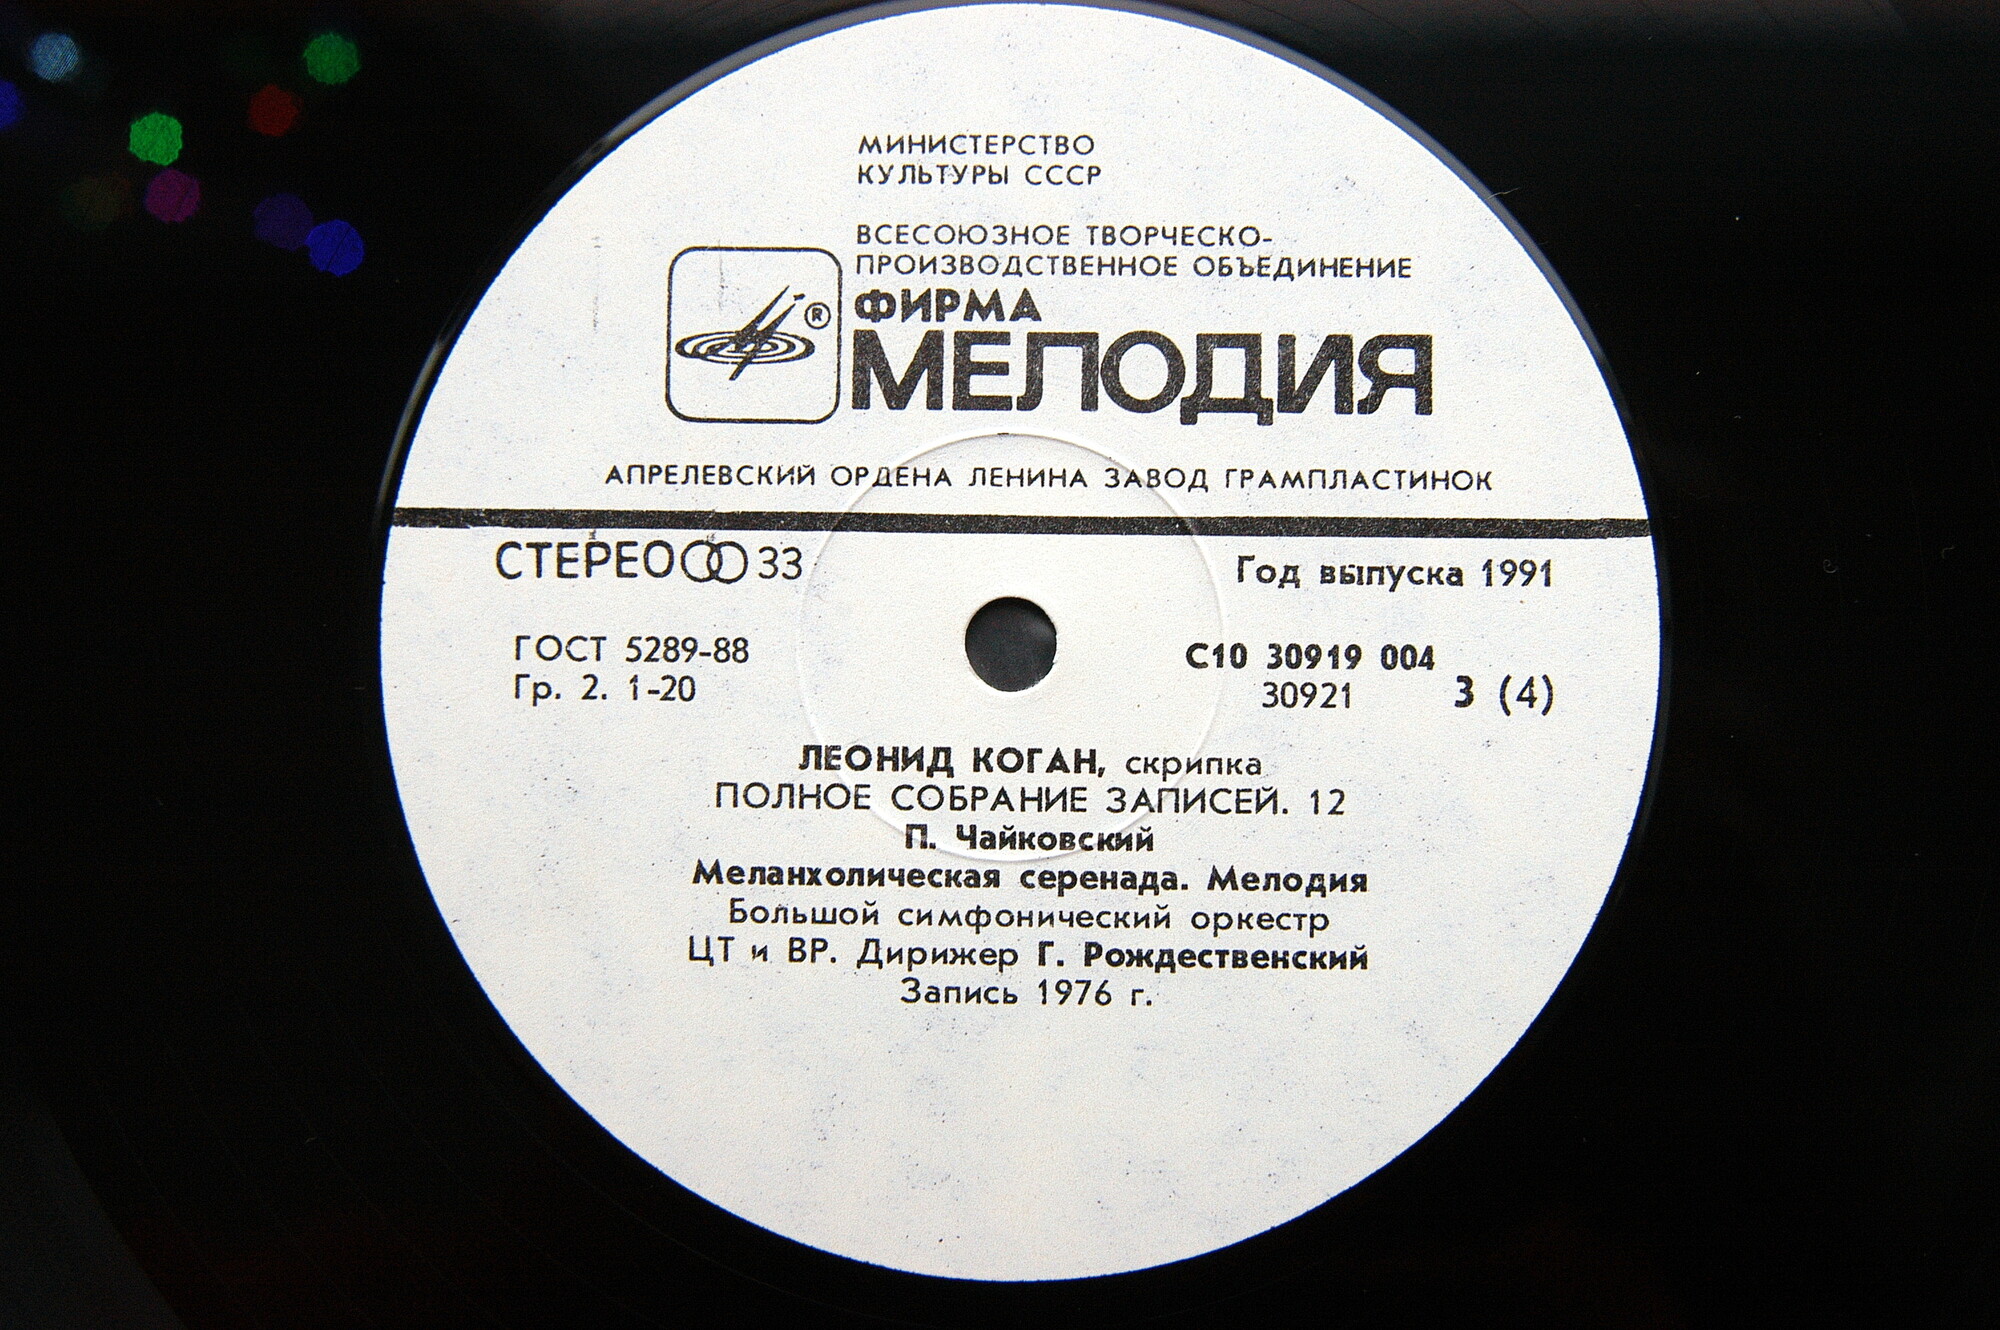 МИНИСТЕРСТВО
КУЛЬТУРЫ СССР
ВСЕСОЮЗНОЕ ТВОРЧЕСКО-
ПРОИЗВОДСТВЕННОЕ ОБЪЕДИНЕНИЕ
ФИРМА
®
МЕЛОДИЯ
АПРЕЛЕВСКИЙ ОРДЕНА ЛЕНИНА ЗАВОД ГРАМПЛАСТИНОК
СТЕРЕО 33
Год выпуска 1991
ГОСТ 5289-88
Гр. 2. 1-20
С10 30919 004
30921 3 (4)
ЛЕОНИД КОГАН, скрипка
ПОЛНОЕ СОБРАНИЕ ЗАПИСЕЙ. 12
П. Чайковский
Меланхолическая серенада. Мелодия
Большой симфонический оркестр
ЦТ и ВР. Дирижер Г. Рождественский
Запись 1976 г.